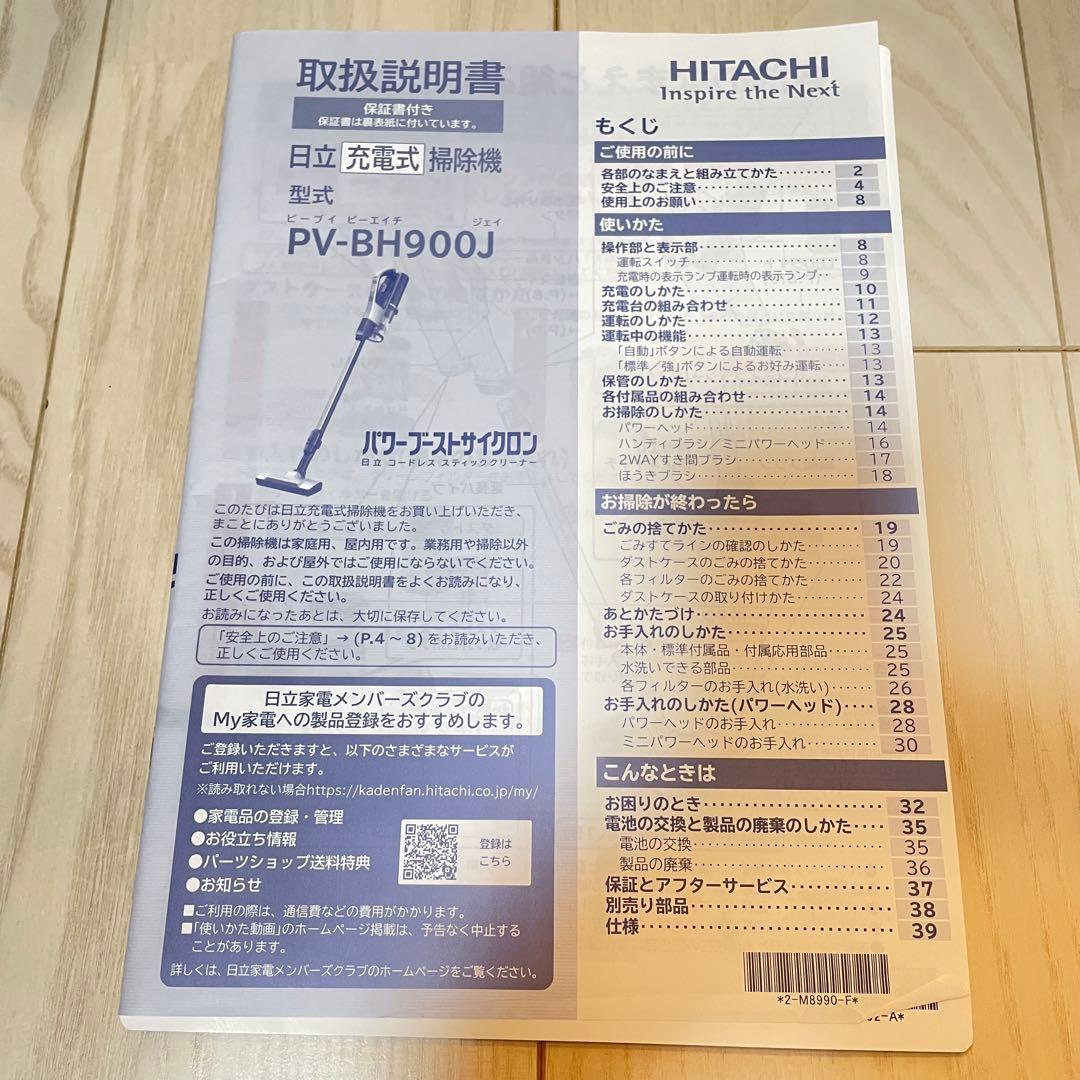 取扱説明書
保証書付き
保証書は裏表紙に付いています。
日立 充電式 掃除機
型式
ピーブイ ビーエイチ ジェイ
PV-BH900J
パワーブーストサイクロン
日立 コードレス スティッククリーナー
このたびは日立充電式掃除機をお買い上げいただき、
まことにありがとうございました。
この掃除機は家庭用、屋内用です。業務用や掃除以外
の目的、および屋外ではご使用にならないでください。
ご使用の前に、この取扱説明書をよくお読みになり、
正しくご使用ください。
お読みになったあとは、大切に保存してください。
「安全上のご注意」→ (P.4 ～ 8) をお読みいただき、
正しくご使用ください。
日立家電メンバーズクラブの
My家電への製品登録をおすすめします。
ご登録いただきますと、以下のさまざまなサービスが
ご利用いただけます。
※読み取れない場合https://kadenfan.hitachi.co.jp/my/
●家電品の登録・管理
●お役立ち情報
●パーツショップ送料特典
●お知らせ
登録は
こちら
■ご利用の際は、通信費などの費用がかかります。
■「使いかた動画」のホームページ掲載は、予告なく中止する
ことがあります。
詳しくは、日立家電メンバーズクラブのホームページをご覧ください。
HITACHI
Inspire the Next
もくじ
ご使用の前に
各部のなまえと組み立てかた‥‥‥‥ 2
安全上のご注意‥‥‥‥‥‥‥‥ 4
使用上のお願い‥‥‥‥‥‥‥‥ 8
使いかた
操作部と表示部‥‥‥‥‥‥‥‥ 8
運転スイッチ‥‥‥‥‥‥‥‥ 8
充電時の表示ランプ運転時の表示ランプ‥ 9
充電のしかた‥‥‥‥‥‥‥‥ 10
充電台の組み合わせ‥‥‥‥‥‥ 11
運転のしかた‥‥‥‥‥‥‥‥ 12
運転中の機能‥‥‥‥‥‥‥‥ 13
「自動」ボタンによる自動運転‥‥‥‥ 13
「標準／強」ボタンによるお好み運転‥‥ 13
保管のしかた‥‥‥‥‥‥‥‥ 13
各付属品の組み合わせ‥‥‥‥‥ 14
お掃除のしかた‥‥‥‥‥‥‥ 14
パワーヘッド‥‥‥‥‥‥‥‥ 14
ハンディブラシ／ミニパワーヘッド‥‥ 16
2WAYすき間ブラシ‥‥‥‥‥‥ 17
ほうきブラシ‥‥‥‥‥‥‥‥ 18
お掃除が終わったら
ごみの捨てかた‥‥‥‥‥‥‥ 19
ごみすてラインの確認のしかた‥‥‥ 19
ダストケースのごみの捨てかた‥‥‥ 20
各フィルターのごみの捨てかた‥‥‥ 22
ダストケースの取り付けかた‥‥‥‥ 24
あとかたづけ‥‥‥‥‥‥‥‥ 24
お手入れのしかた‥‥‥‥‥‥ 25
本体・標準付属品・付属応用部品‥‥ 25
水洗いできる部品‥‥‥‥‥‥‥ 25
各フィルターのお手入れ(水洗い)‥‥‥ 26
お手入れのしかた(パワーヘッド)‥‥ 28
パワーヘッドのお手入れ‥‥‥‥‥ 28
ミニパワーヘッドのお手入れ‥‥‥‥ 30
こんなときは
お困りのとき‥‥‥‥‥‥‥‥ 32
電池の交換と製品の廃棄のしかた‥‥ 35
電池の交換‥‥‥‥‥‥‥‥‥ 35
製品の廃棄‥‥‥‥‥‥‥‥‥ 36
保証とアフターサービス‥‥‥‥‥ 37
別売り部品‥‥‥‥‥‥‥‥‥ 38
仕様‥‥‥‥‥‥‥‥‥‥‥ 39
*2-M8990-F*